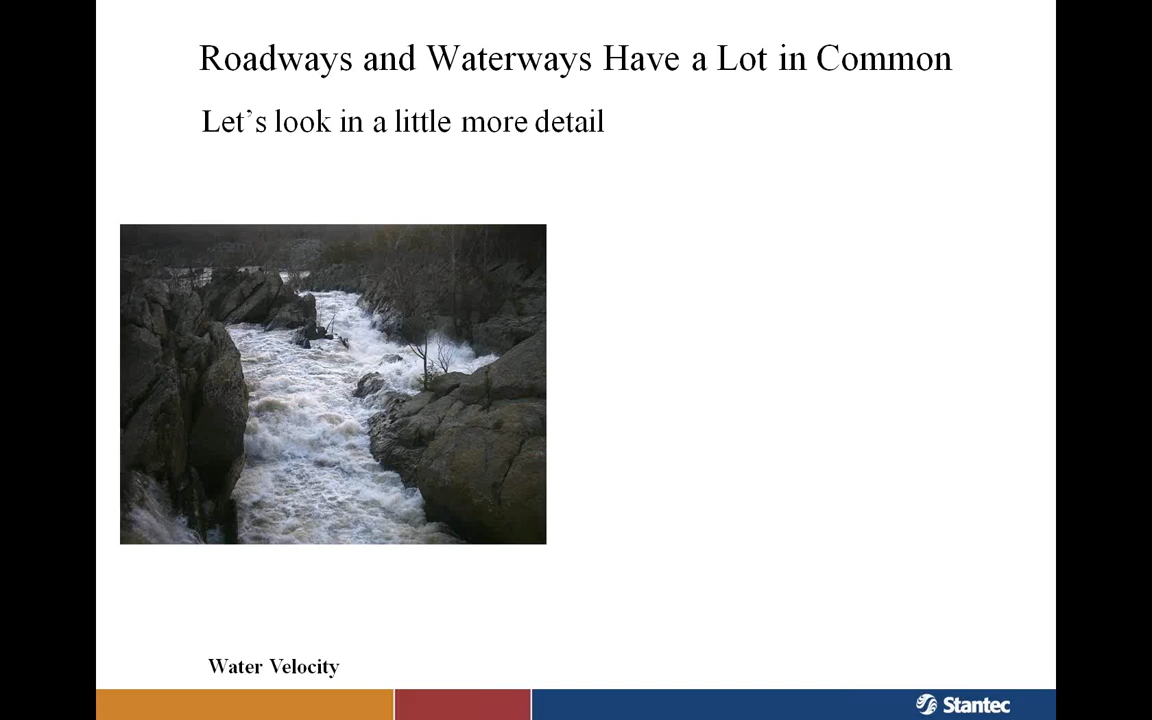 Roadways and Waterways Have a Lot in Common
Let's look in a little more detail
Water Velocity
Stantec